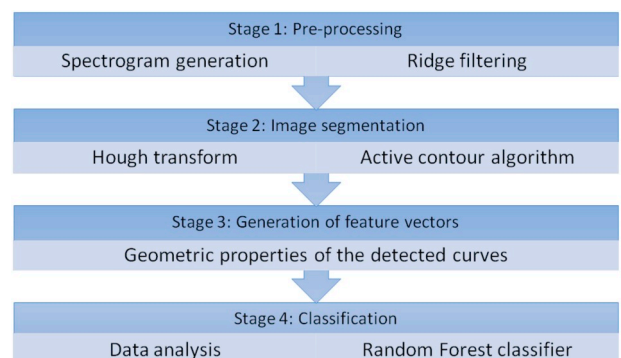 Stage 1: Pre-processing
Spectrogram generation Ridge filtering
Stage 2: Image segmentation
Hough transform Active contour algorithm
Stage 3: Generation of feature vectors
Geometric properties of the detected curves
Stage 4: Classification
Data analysis Random Forest classifier